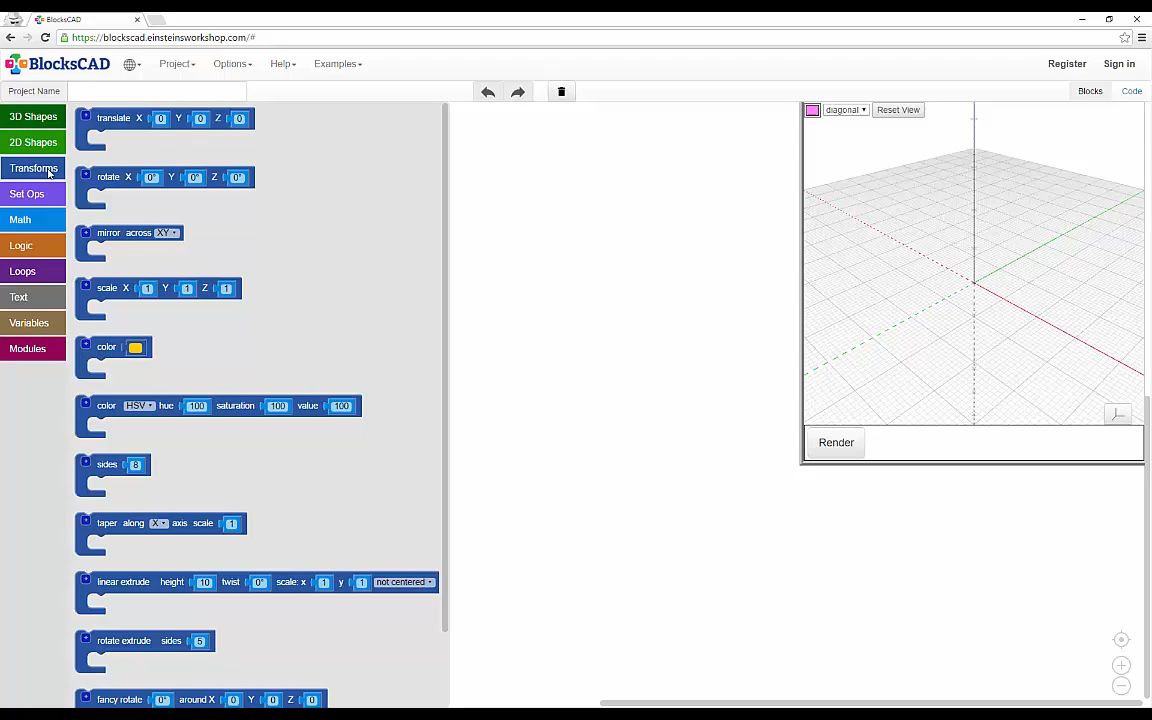 BlocksCAD
https://blockscad.einsteinsworkshop.com/#
BlocksCAD Project Options Help Examples Register Sign in
Project Name Blocks Code
3D Shapes
2D Shapes
Transforms
Set Ops
Math
Logic
Loops
Text
Variables
Modules
translate X 0 Y 0 Z 0
rotate X 0° Y 0° Z 0°
mirror across XY
scale X 1 Y 1 Z 1
color
color HSV hue 100 saturation 100 value 100
sides 8
taper along X axis scale 1
linear extrude height 10 twist 0° scale: x 1 y 1 not centered
rotate extrude sides 5
fancy rotate 0° around X 0 Y 0 Z 0
diagonal Reset View
Render